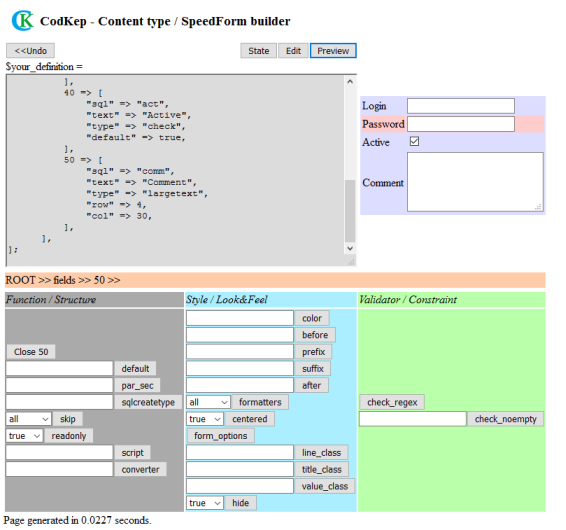 CodKep - Content type / SpeedForm builder
<<Undo State Edit Preview
$your_definition =
],
40 => [
"sql" => "act",
"text" => "Active",
"type" => "check",
"default" => true,
],
50 => [
"sql" => "comm",
"text" => "Comment",
"type" => "largetext",
"row" => 4,
"col" => 30,
],
],
];
Login
Password
Active
Comment
ROOT >> fields >> 50 >>
Function / Structure
Close 50
default
par_sec
sqlcreatetype
all skip
true readonly
script
converter
Style / Look&Feel
color
before
prefix
suffix
after
all formatters
true centered
form_options
line_class
title_class
value_class
true hide
Validator / Constraint
check_regex
check_noempty
Page generated in 0.0227 seconds.